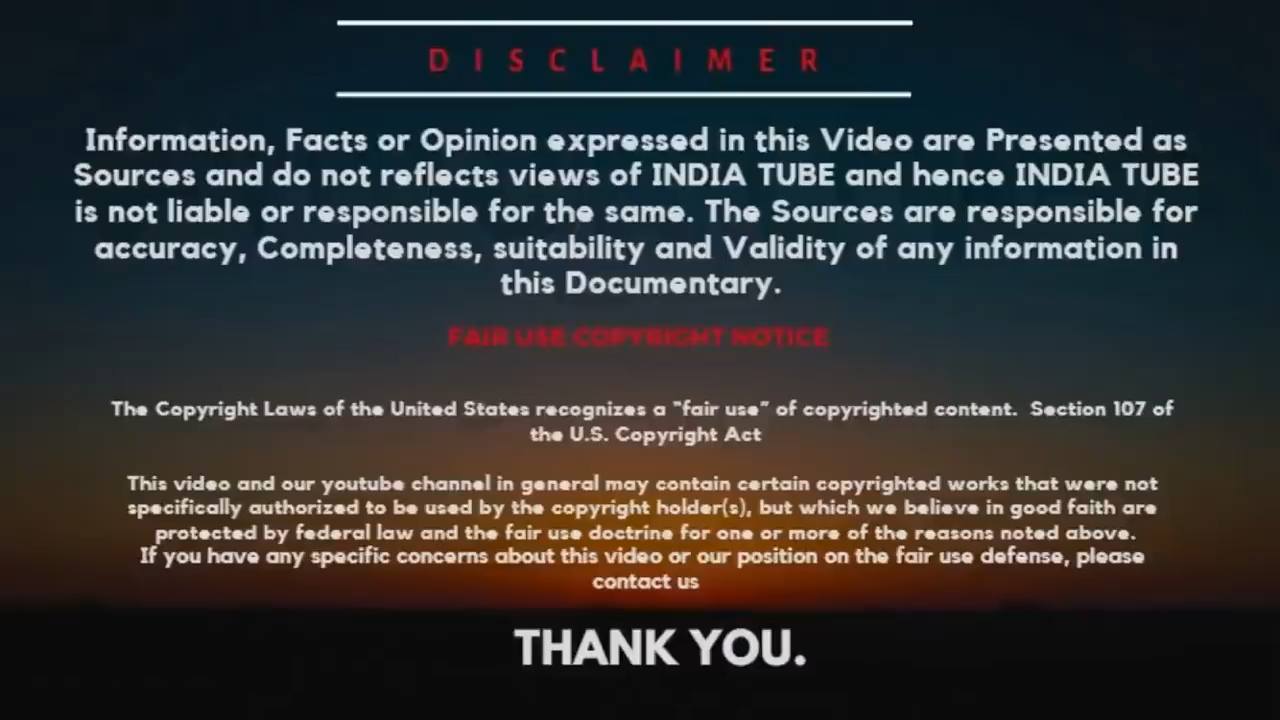 DISCLAIMER
Information, Facts or Opinion expressed in this Video are Presented as
Sources and do not reflects views of INDIA TUBE and hence INDIA TUBE
is not liable or responsible for the same. The Sources are responsible for
accuracy, Completeness, suitability and Validity of any information in
this Documentary.
FAIR USE COPYRIGHT NOTICE
The Copyright Laws of the United States recognizes a "fair use" of copyrighted content. Section 107 of
the U.S. Copyright Act
This video and our youtube channel in general may contain certain copyrighted works that were not
specifically authorized to be used by the copyright holder(s), but which we believe in good faith are
protected by federal law and the fair use doctrine for one or more of the reasons noted above.
If you have any specific concerns about this video or our position on the fair use defense, please
contact us
THANK YOU.